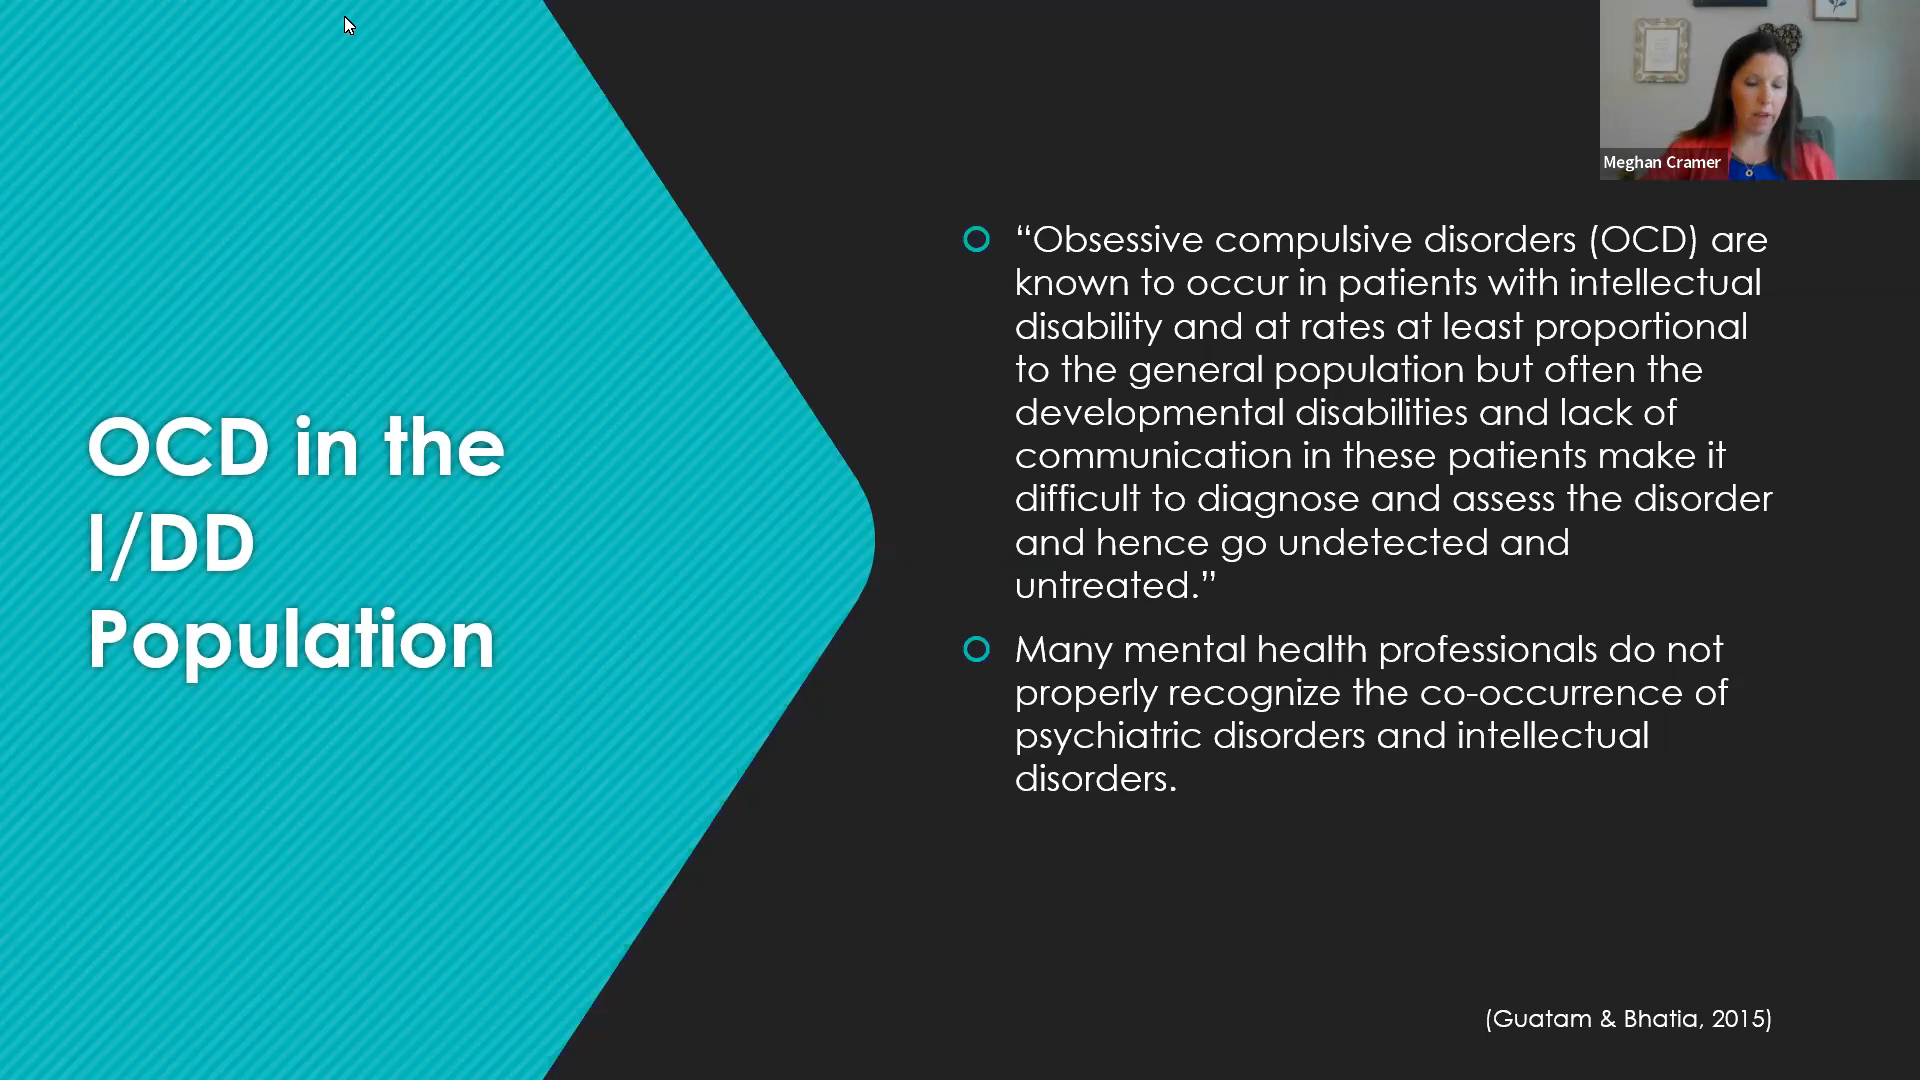 Meghan Cramer
OCD in the
I/DD
Population
“Obsessive compulsive disorders (OCD) are
known to occur in patients with intellectual
disability and at rates at least proportional
to the general population but often the
developmental disabilities and lack of
communication in these patients make it
difficult to diagnose and assess the disorder
and hence go undetected and
untreated.”
Many mental health professionals do not
properly recognize the co-occurrence of
psychiatric disorders and intellectual
disorders.
(Guatam & Bhatia, 2015)